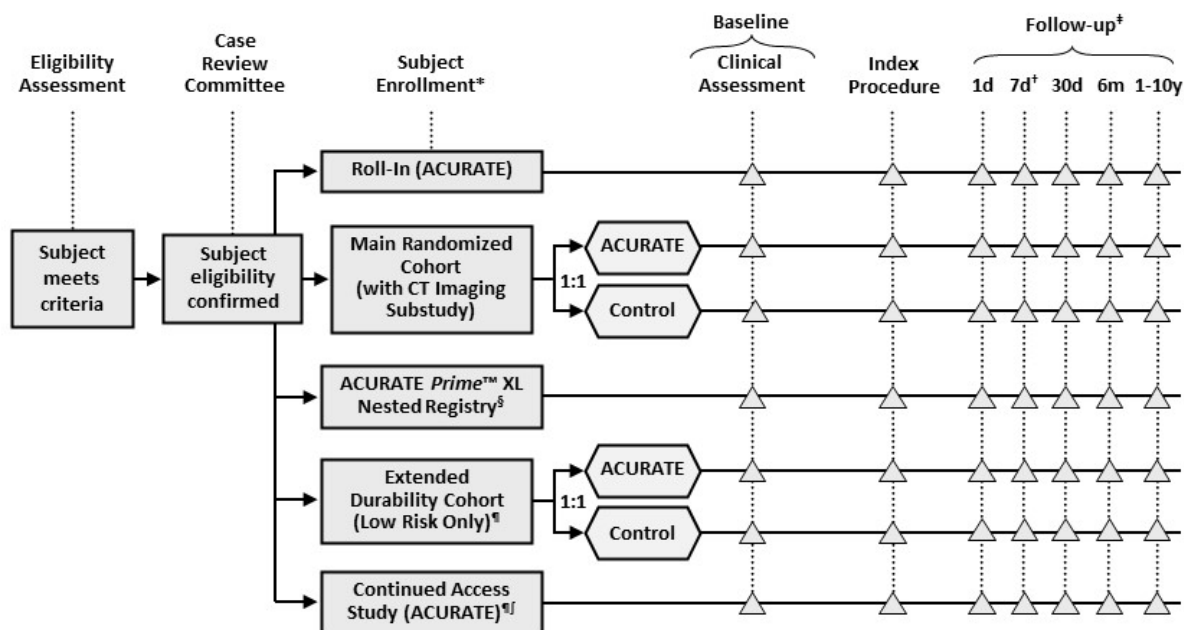 Eligibility
Assessment
Case
Review
Committee
Subject
Enrollment*
Baseline
Clinical
Assessment
Index
Procedure
Follow-up‡
1d 7d† 30d 6m 1-10y
Subject
meets
criteria
Subject
eligibility
confirmed
Roll-In (ACURATE)
Main Randomized
Cohort
(with CT Imaging
Substudy)
1:1
ACURATE
Control
ACURATE Prime™ XL
Nested Registry§
Extended
Durability Cohort
(Low Risk Only)¶
1:1
ACURATE
Control
Continued Access
Study (ACURATE)¶∫